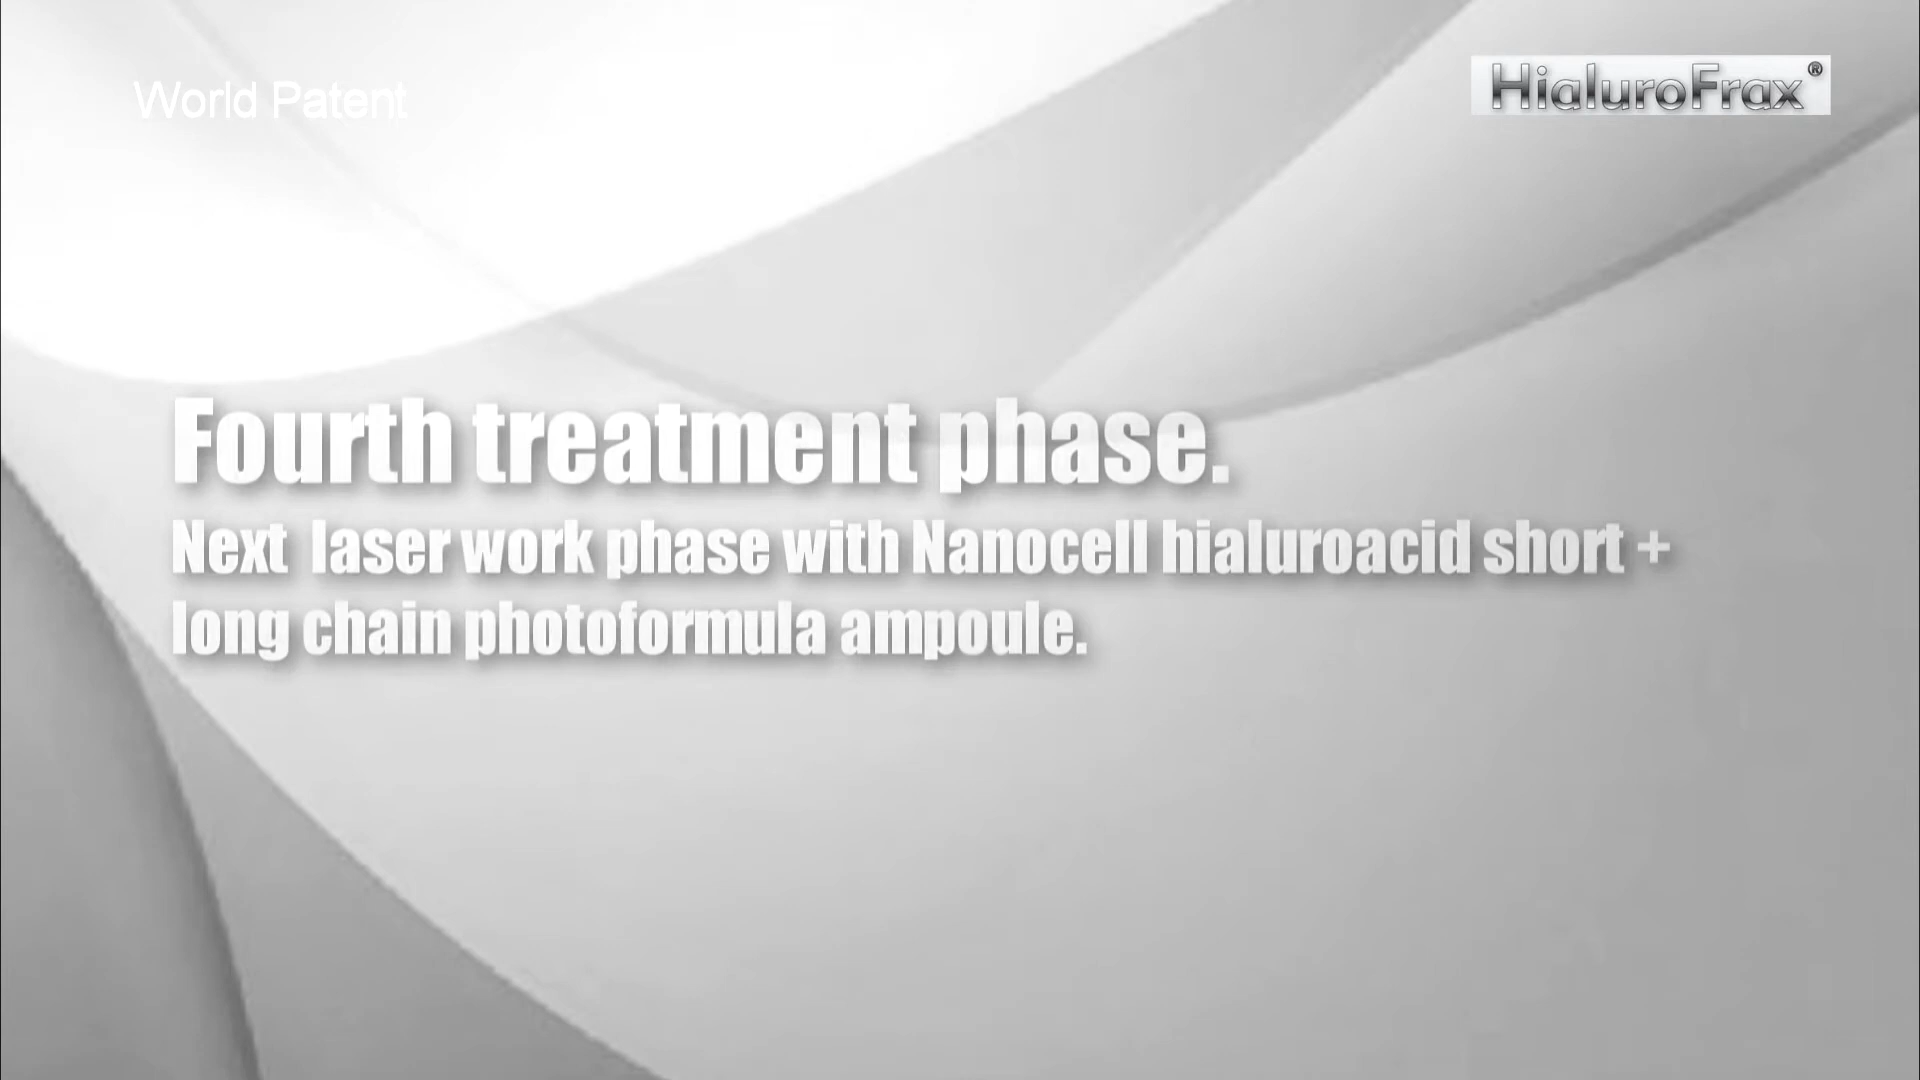 World Patent
HialuroFrax®
Fourth treatment phase.
Next laser work phase with Nanocell hialuroacid short +
long chain photoformula ampoule.